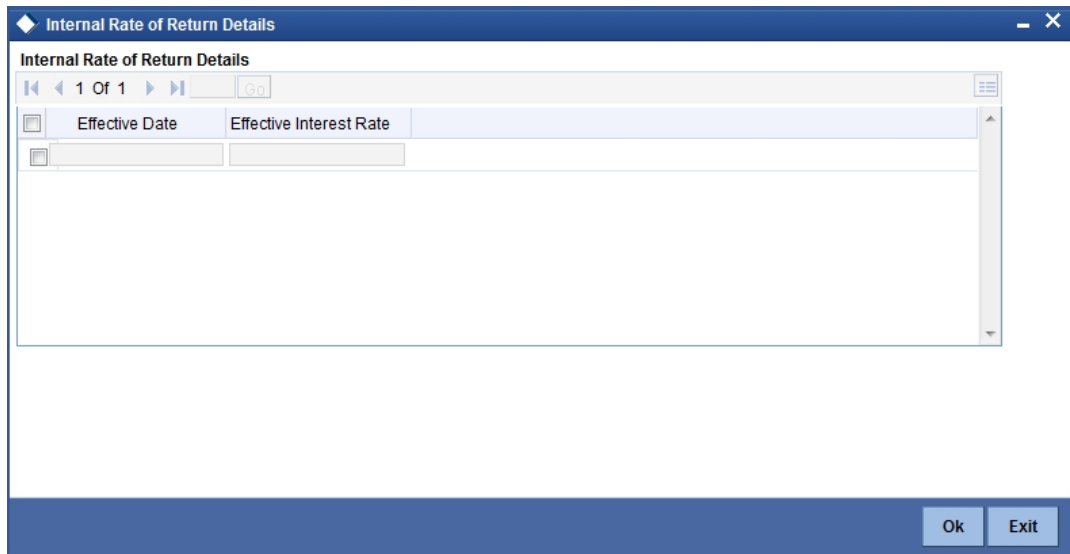 Internal Rate of Return Details
Internal Rate of Return Details
1 Of 1 Go
Effective Date Effective Interest Rate
Ok Exit